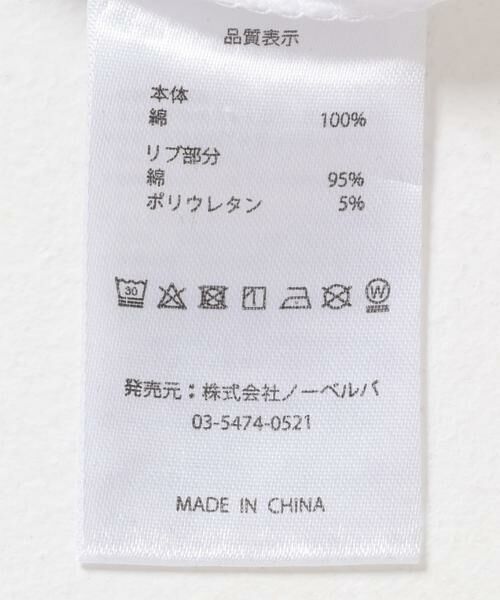 品質表示
本体
綿 100%
リブ部分
綿 95%
ポリウレタン 5%
30 W
発売元：株式会社ノーベルバ
03-5474-0521
MADE IN CHINA